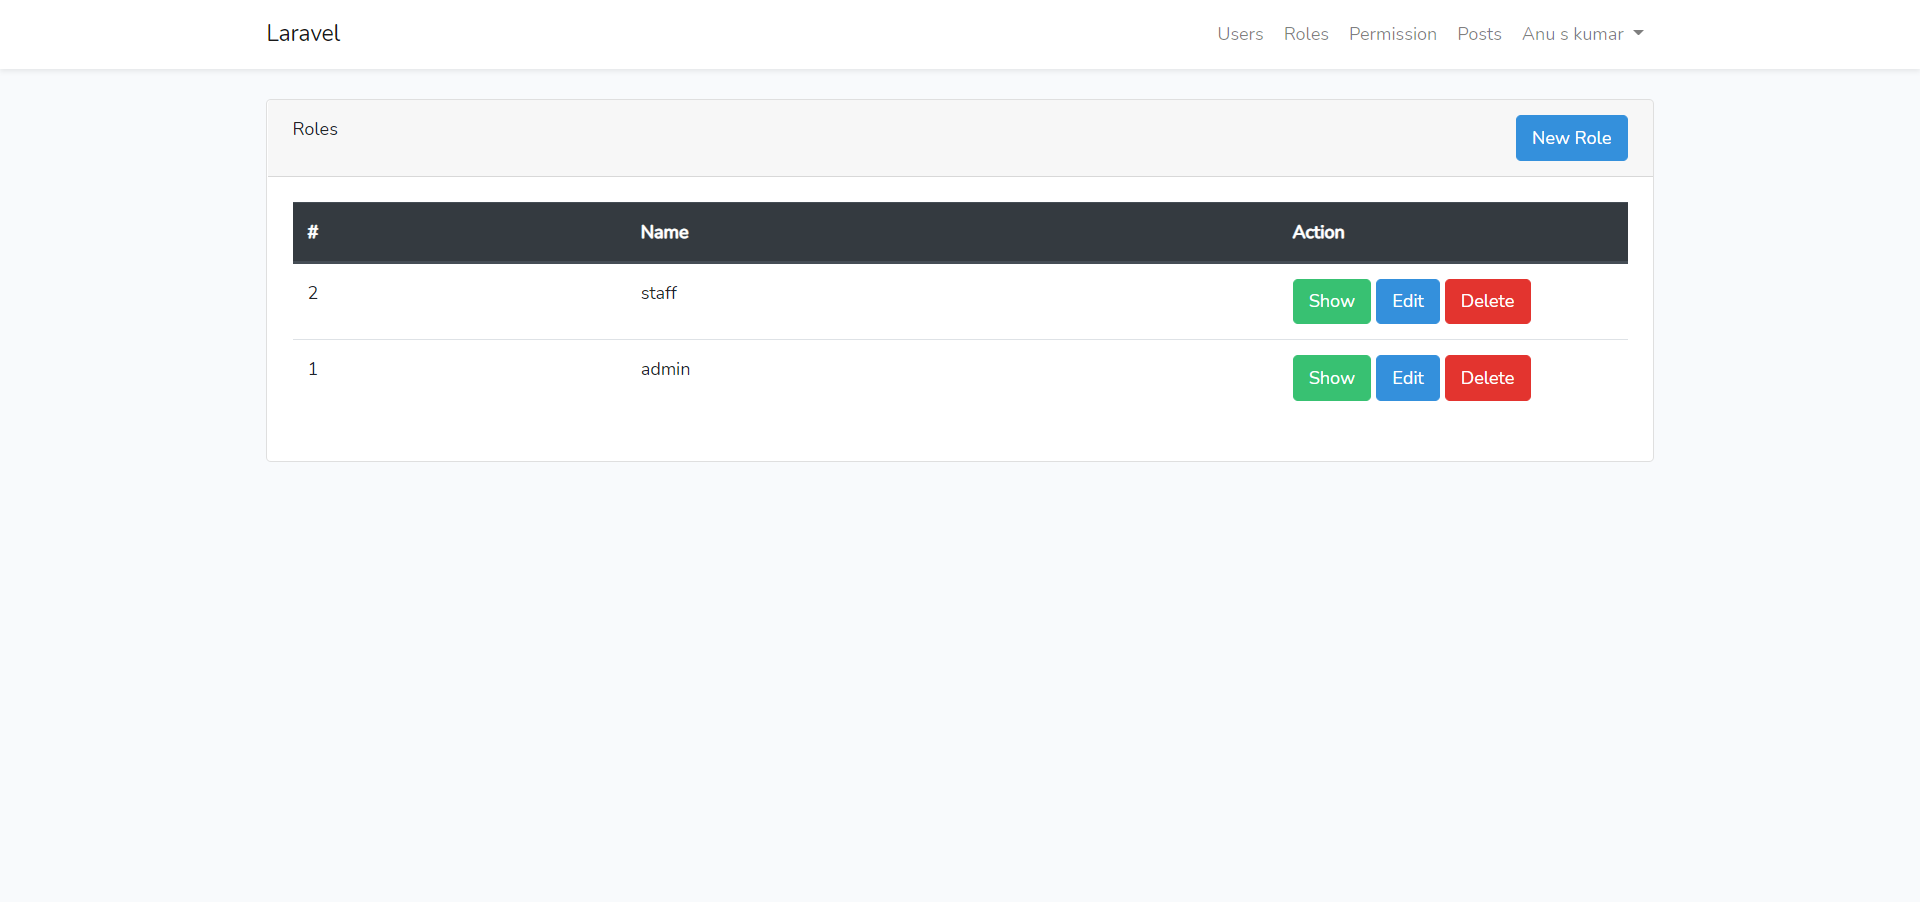 Laravel Users Roles Permission Posts Anu s kumar
Roles New Role
# Name Action
2 staff Show Edit Delete
1 admin Show Edit Delete